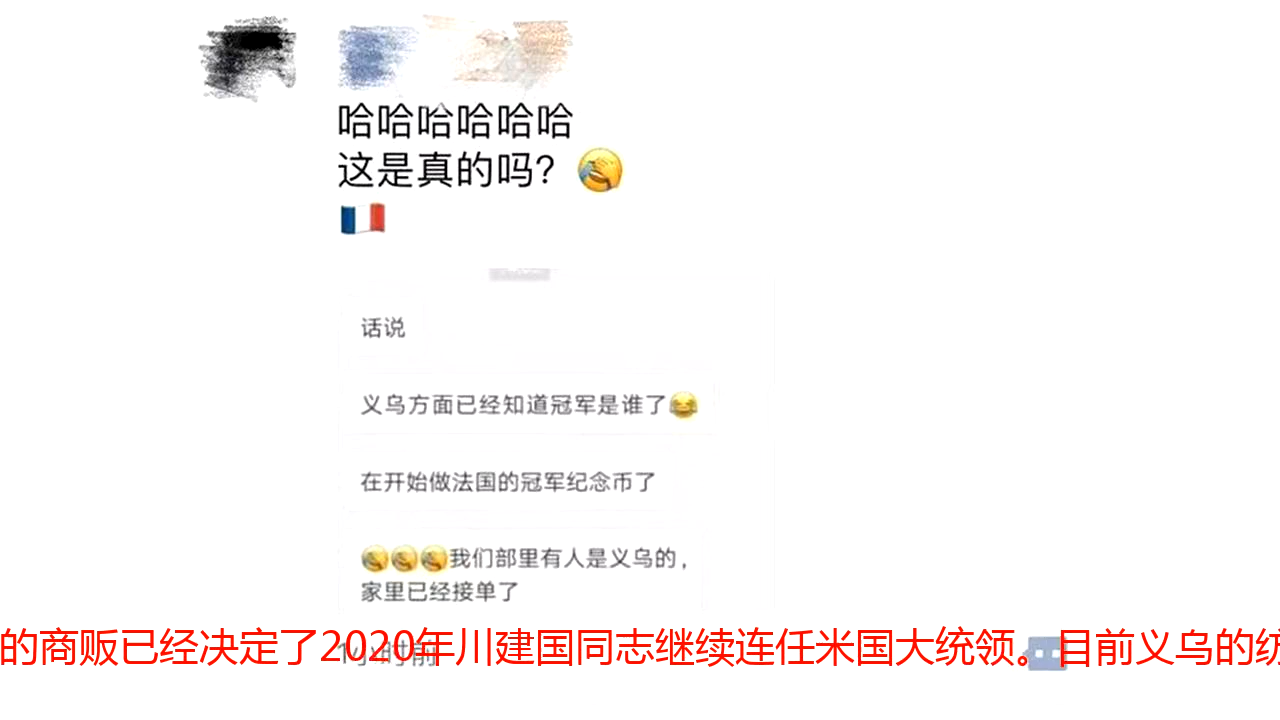 哈哈哈哈哈哈
这是真的吗？
话说
义乌方面已经知道冠军是谁了
在开始做法国的冠军纪念币了
我们部里有人是义乌的，
家里已经接单了
的商贩已经决定了2020年川建国同志继续连任米国大统领。目前义乌的纺
1小时前